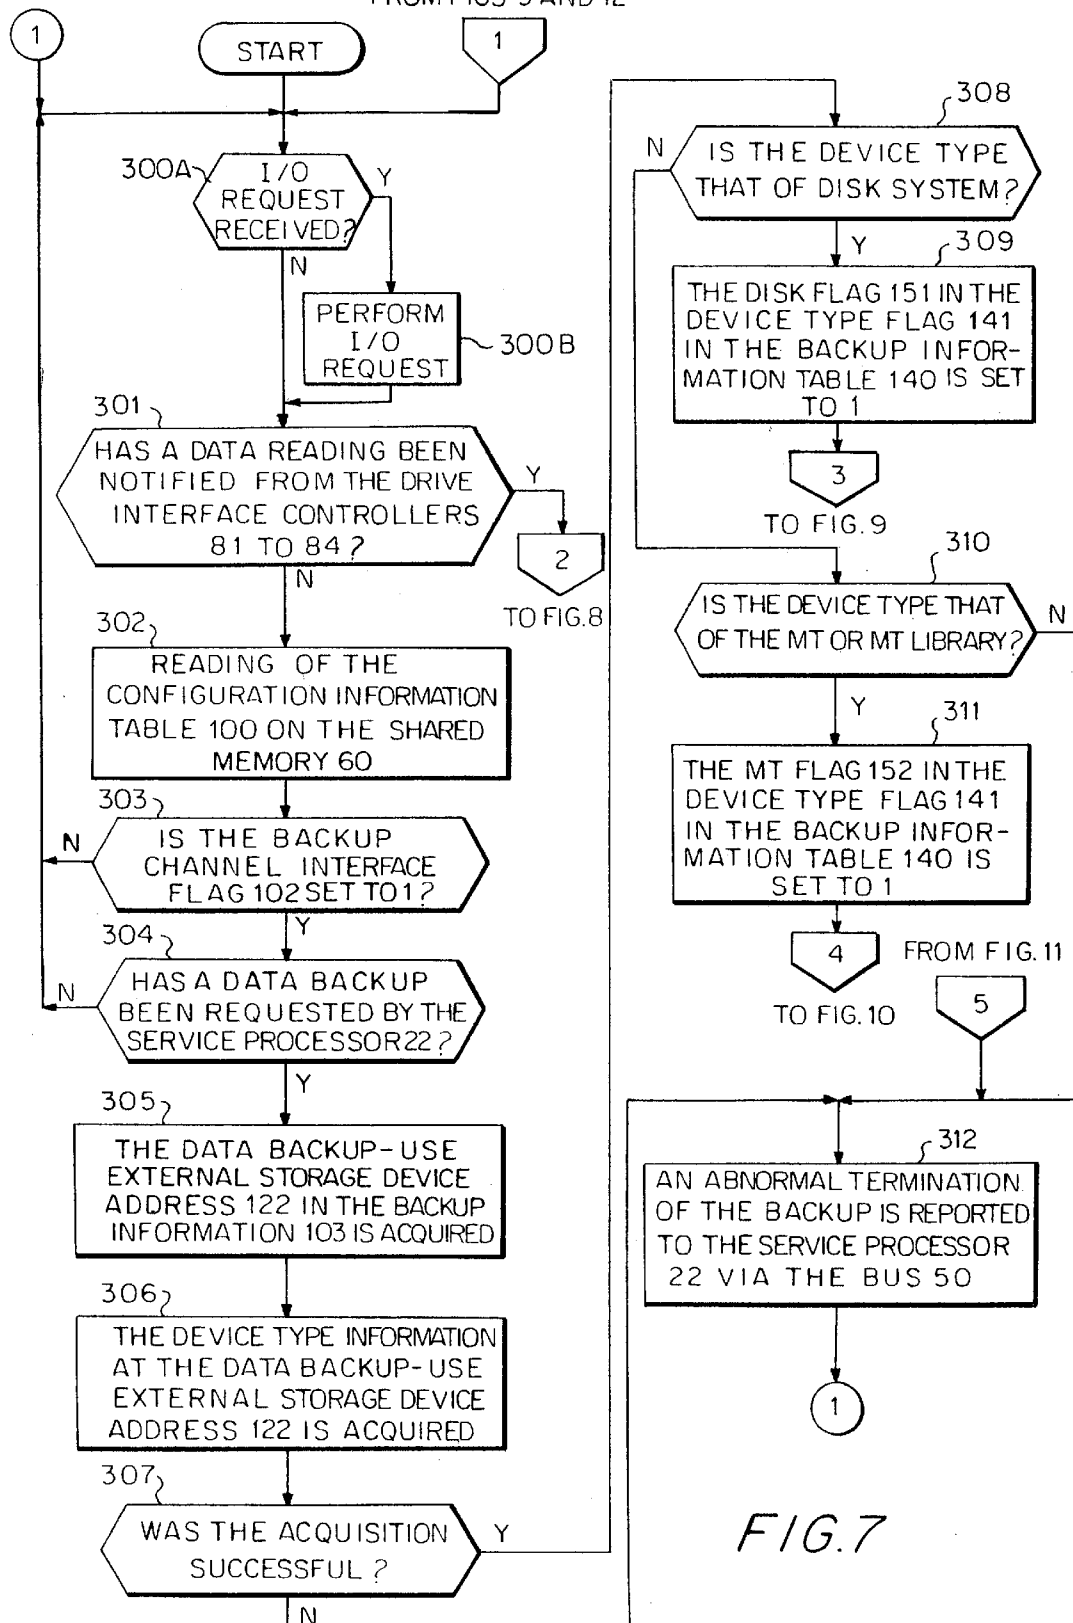 FROM FIGS 9 AND 12
1
START
1
300A
I/O
REQUEST
RECEIVED?
Y
N
PERFORM
I/O
REQUEST
300B
301
HAS A DATA READING BEEN
NOTIFIED FROM THE DRIVE
INTERFACE CONTROLLERS
81 TO 84?
Y
N
2
TO FIG.8
302
READING OF THE
CONFIGURATION INFORMATION
TABLE 100 ON THE SHARED
MEMORY 60
303
IS THE BACKUP
CHANNEL INTERFACE
FLAG 102 SET TO 1?
N
Y
304
HAS A DATA BACKUP
BEEN REQUESTED BY THE
SERVICE PROCESSOR 22?
N
Y
305
THE DATA BACKUP-USE
EXTERNAL STORAGE DEVICE
ADDRESS 122 IN THE BACKUP
INFORMATION 103 IS ACQUIRED
306
THE DEVICE TYPE INFORMATION
AT THE DATA BACKUP-USE
EXTERNAL STORAGE DEVICE
ADDRESS 122 IS ACQUIRED
307
WAS THE ACQUISITION
SUCCESSFUL?
Y
N
308
IS THE DEVICE TYPE
THAT OF DISK SYSTEM?
N
Y
309
THE DISK FLAG 151 IN THE
DEVICE TYPE FLAG 141
IN THE BACKUP INFOR-
MATION TABLE 140 IS SET
TO 1
3
TO FIG.9
310
IS THE DEVICE TYPE THAT
OF THE MT OR MT LIBRARY?
N
Y
311
THE MT FLAG 152 IN THE
DEVICE TYPE FLAG 141
IN THE BACKUP INFOR-
MATION TABLE 140 IS
SET TO 1
4
TO FIG.10
FROM FIG.11
5
312
AN ABNORMAL TERMINATION
OF THE BACKUP IS REPORTED
TO THE SERVICE PROCESSOR
22 VIA THE BUS 50
1
FIG.7